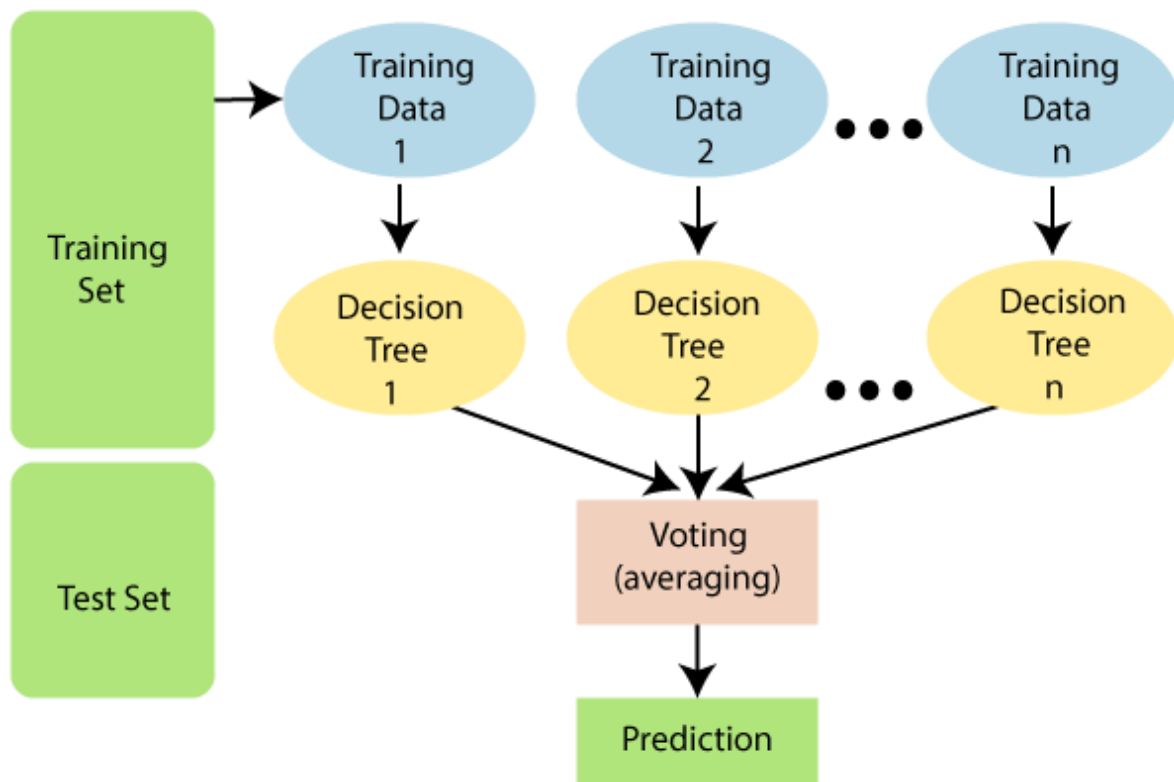 Training
Data
1
Training
Data
2
Training
Data
n
Training
Set
Decision
Tree
1
Decision
Tree
2
Decision
Tree
n
Test Set
Voting
(averaging)
Prediction